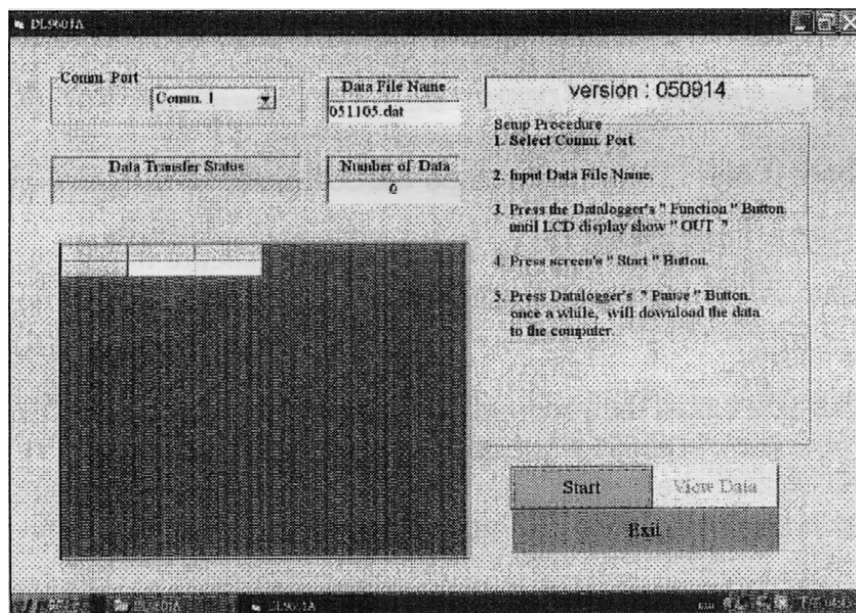 DL9601A
Comm. Port
Comm. 1
Data File Name
051105.dat
version : 050914
Data Transfer Status
Number of Data
0
Setup Procedure
1. Select Comm. Port.
2. Input Data File Name.
3. Press the Datalogger's " Function " Button
until LCD display show " OUT "
4. Press screen's " Start " Button.
5. Press Datalogger's " Pause " Button.
once a while, will download the data
to the computer.
Start
View Data
Exit
DL9601A
DL9601A